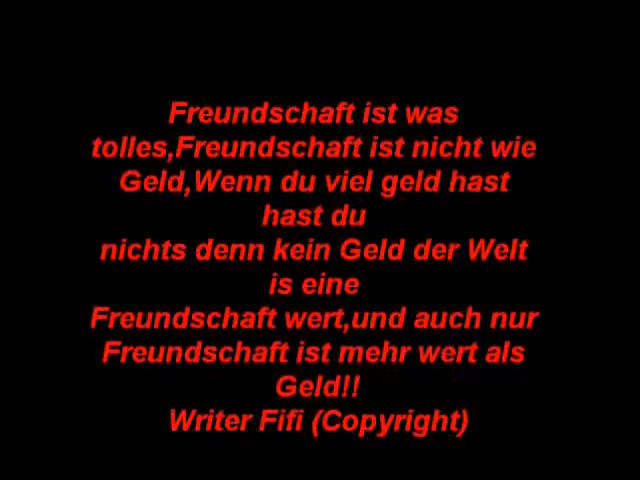 Freundschaft ist was
tolles,Freundschaft ist nicht wie
Geld,Wenn du viel geld hast
hast du
nichts denn kein Geld der Welt
is eine
Freundschaft wert,und auch nur
Freundschaft ist mehr wert als
Geld!!
Writer Fifi (Copyright)